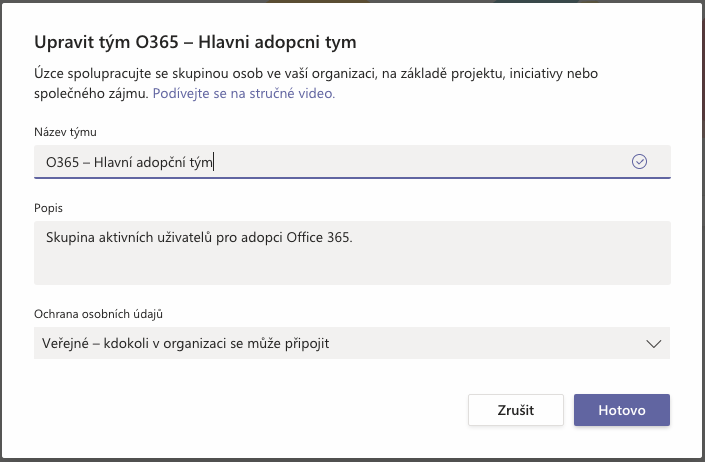 Upravit tým O365 – Hlavni adopcni tym
Úzce spolupracujte se skupinou osob ve vaší organizaci, na základě projektu, iniciativy nebo
společného zájmu. Podívejte se na stručné video.
Název týmu
O365 – Hlavní adopční tým
Popis
Skupina aktivních uživatelů pro adopci Office 365.
Ochrana osobních údajů
Veřejné – kdokoli v organizaci se může připojit
Zrušit
Hotovo